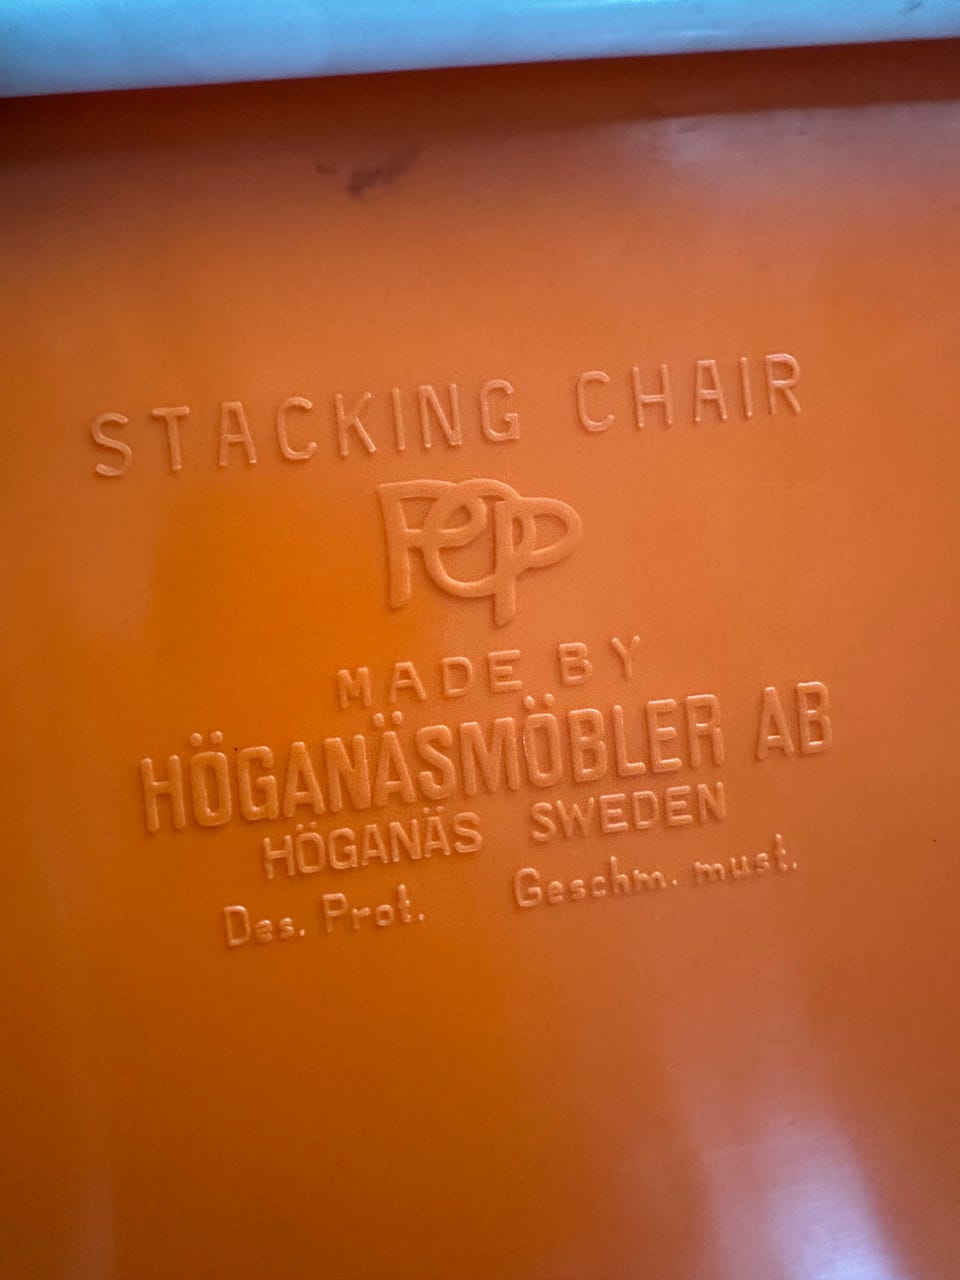 STACKING CHAIR
Pepp
MADE BY
HÖGANÄSMÖBLER AB
HÖGANÄS SWEDEN
Des. Prot. Geschm. must.